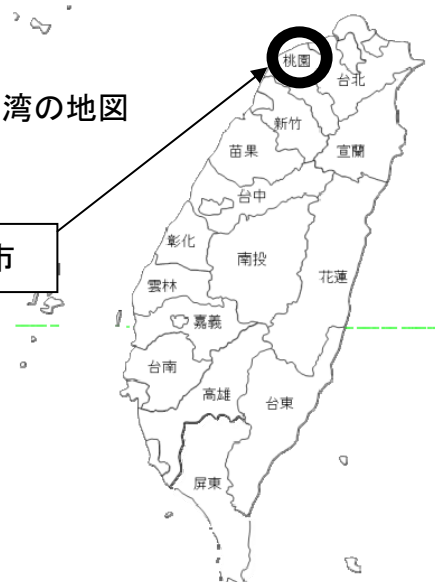 桃園
台北
湾の地図
新竹
苗果
宣蘭
台中
彰化
南投
市
花蓮
雲林
嘉義
台南
高雄
台東
屏東